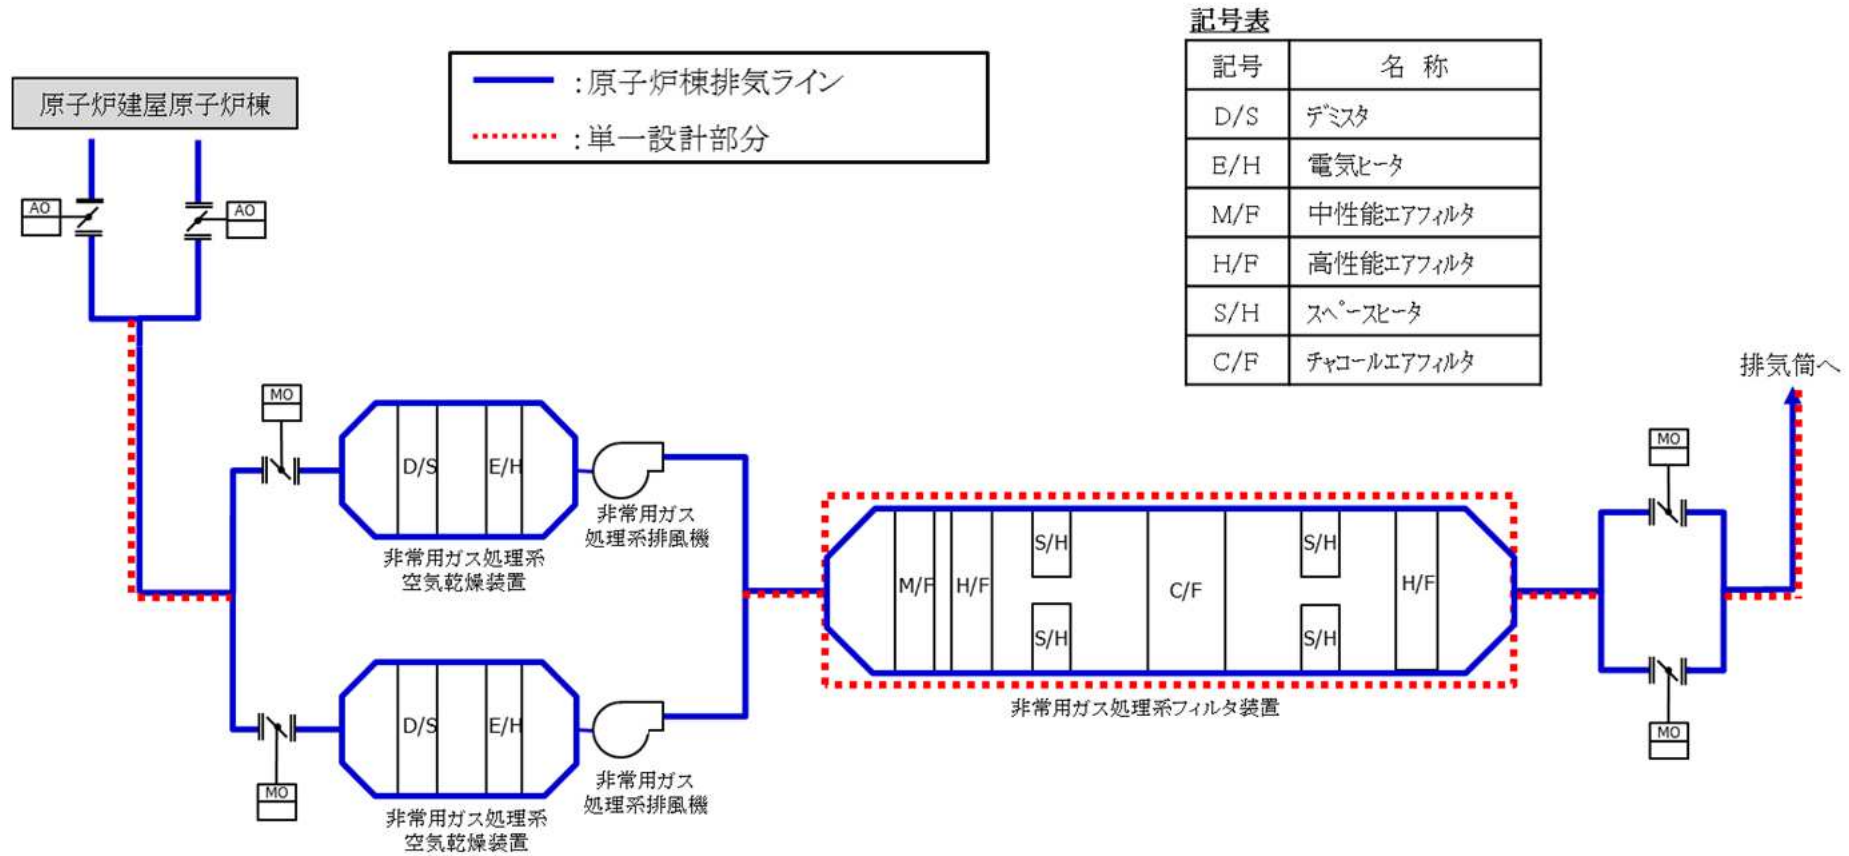 記号表
記号 名 称
D/S デミスタ
E/H 電気ヒータ
M/F 中性能エアフィルタ
H/F 高性能エアフィルタ
S/H スペースヒータ
C/F チャコールエアフィルタ
:原子炉棟排気ライン
:単一設計部分
原子炉建屋原子炉棟
AO
AO
MO
D/S
E/H
非常用ガス
処理系排風機
非常用ガス処理系
空気乾燥装置
MO
D/S
E/H
非常用ガス
処理系排風機
非常用ガス処理系
空気乾燥装置
M/F
H/F
S/H
S/H
C/F
S/H
S/H
H/F
非常用ガス処理系フィルタ装置
MO
MO
排気筒へ